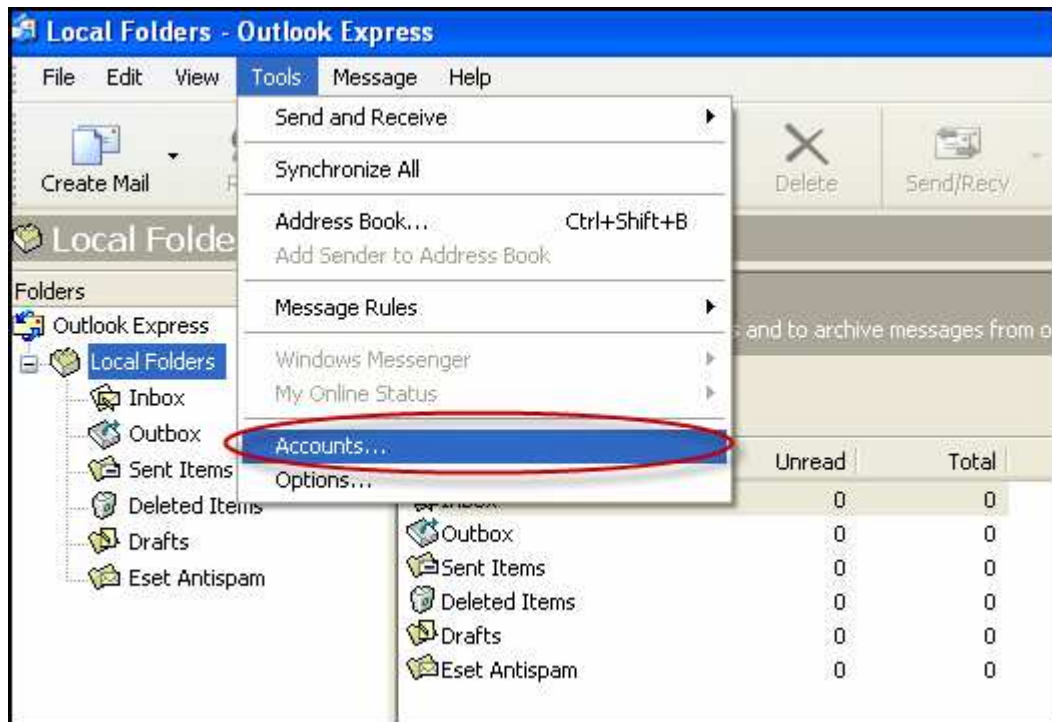 Local Folders - Outlook Express
File Edit View Tools Message Help
Create Mail
Delete
Send/Recv
Send and Receive
Synchronize All
Address Book... Ctrl+Shift+B
Add Sender to Address Book
Message Rules
Windows Messenger
My Online Status
Accounts...
Options...
Local Folde
Folders
Outlook Express
Local Folders
Inbox
Outbox
Sent Items
Deleted Items
Drafts
Eset Antispam
and to archive messages from o
Unread Total
Inbox 0 0
Outbox 0 0
Sent Items 0 0
Deleted Items 0 0
Drafts 0 0
Eset Antispam 0 0